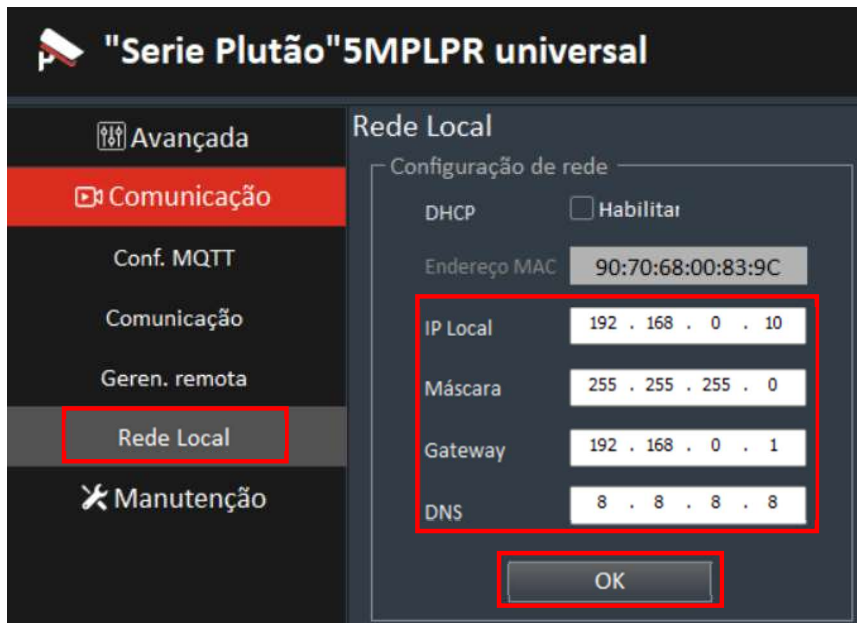 "Serie Plutão"5MPLPR universal
Avançada
Comunicação
Conf. MQTT
Comunicação
Geren. remota
Rede Local
Manutenção
Rede Local
Configuração de rede
DHCP Habilitar
Endereço MAC 90:70:68:00:83:9C
IP Local 192 . 168 . 0 . 10
Máscara 255 . 255 . 255 . 0
Gateway 192 . 168 . 0 . 1
DNS 8 . 8 . 8 . 8
OK